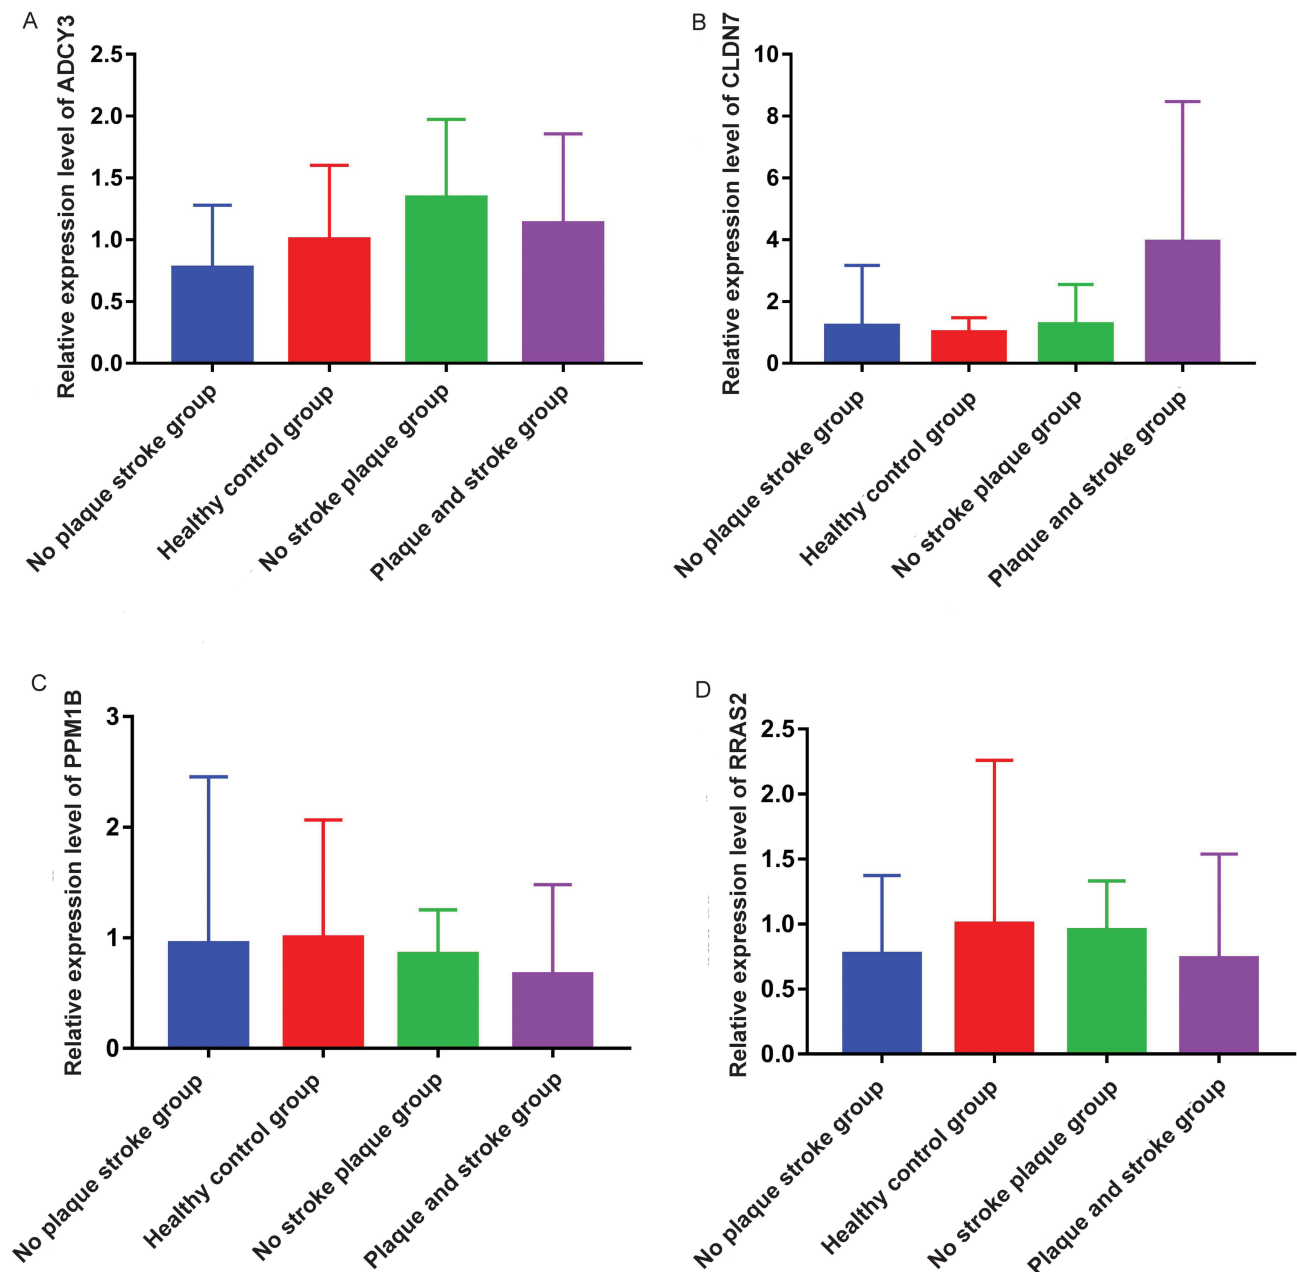 A
Relative expression level of ADCY3
2.5
2.0
1.5
1.0
0.5
0.0
No plaque stroke group
Healthy control group
No stroke plaque group
Plaque and stroke group
B
Relative expression level of CLDN7
10
8
6
4
2
0
No plaque stroke group
Healthy control group
No stroke plaque group
Plaque and stroke group
C
Relative expression level of PPM1B
3
2
1
0
No plaque stroke group
Healthy control group
No stroke plaque group
Plaque and stroke group
D
Relative expression level of RRAS2
2.5
2.0
1.5
1.0
0.5
0.0
No plaque stroke group
Healthy control group
No stroke plaque group
Plaque and stroke group